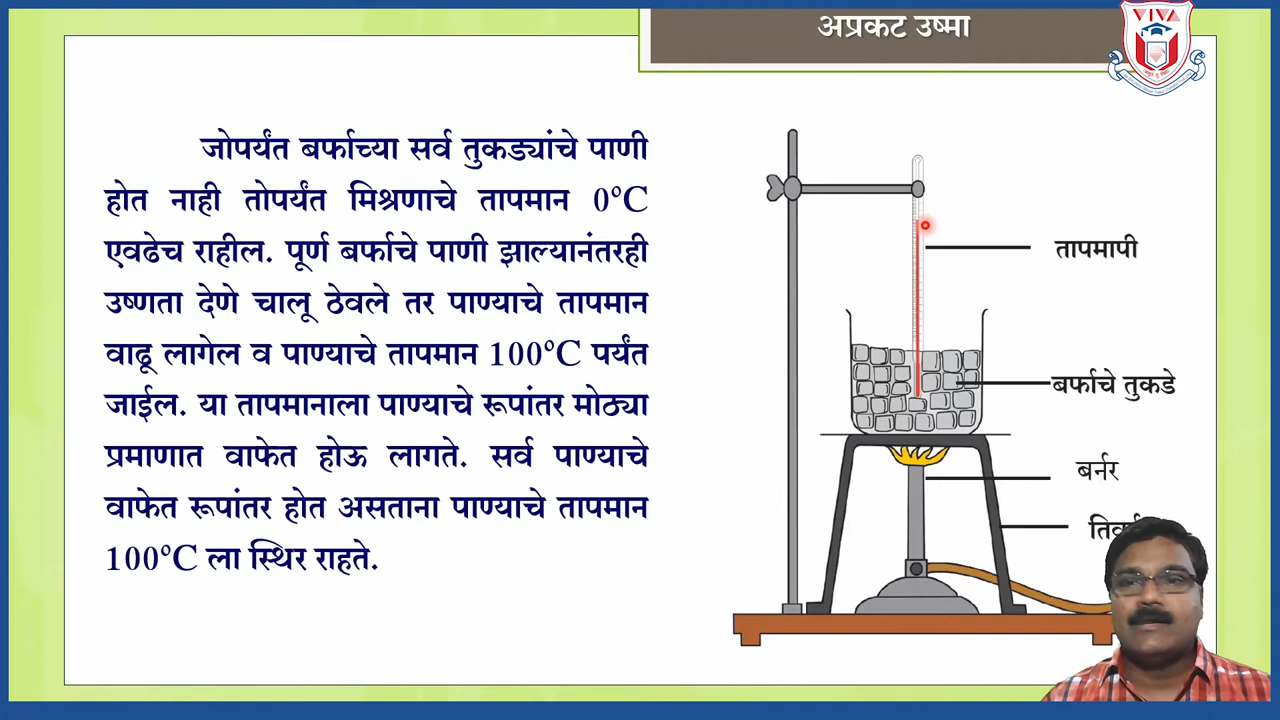 अप्रकट उष्मा
VIVA
जोपर्यंत बर्फाच्या सर्व तुकड्यांचे पाणी
होत नाही तोपर्यंत मिश्रणाचे तापमान 0°C
एवढेच राहील. पूर्ण बर्फाचे पाणी झाल्यानंतरही
उष्णता देणे चालू ठेवले तर पाण्याचे तापमान
वाढू लागेल व पाण्याचे तापमान 100°C पर्यंत
जाईल. या तापमानाला पाण्याचे रूपांतर मोठ्या
प्रमाणात वाफेत होऊ लागते. सर्व पाण्याचे
वाफेत रूपांतर होत असताना पाण्याचे तापमान
100°C ला स्थिर राहते.
तापमापी
बर्फाचे तुकडे
बर्नर